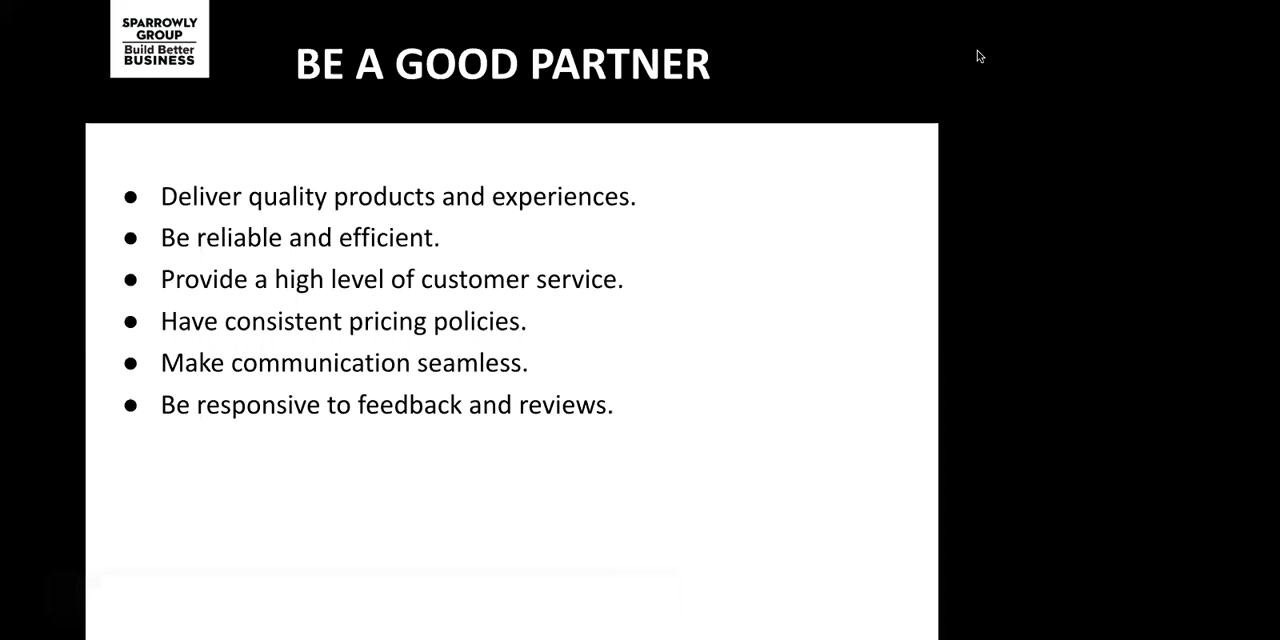 SPARROWLY
GROUP
Build Better
BUSINESS
BE A GOOD PARTNER
● Deliver quality products and experiences.
● Be reliable and efficient.
● Provide a high level of customer service.
● Have consistent pricing policies.
● Make communication seamless.
● Be responsive to feedback and reviews.